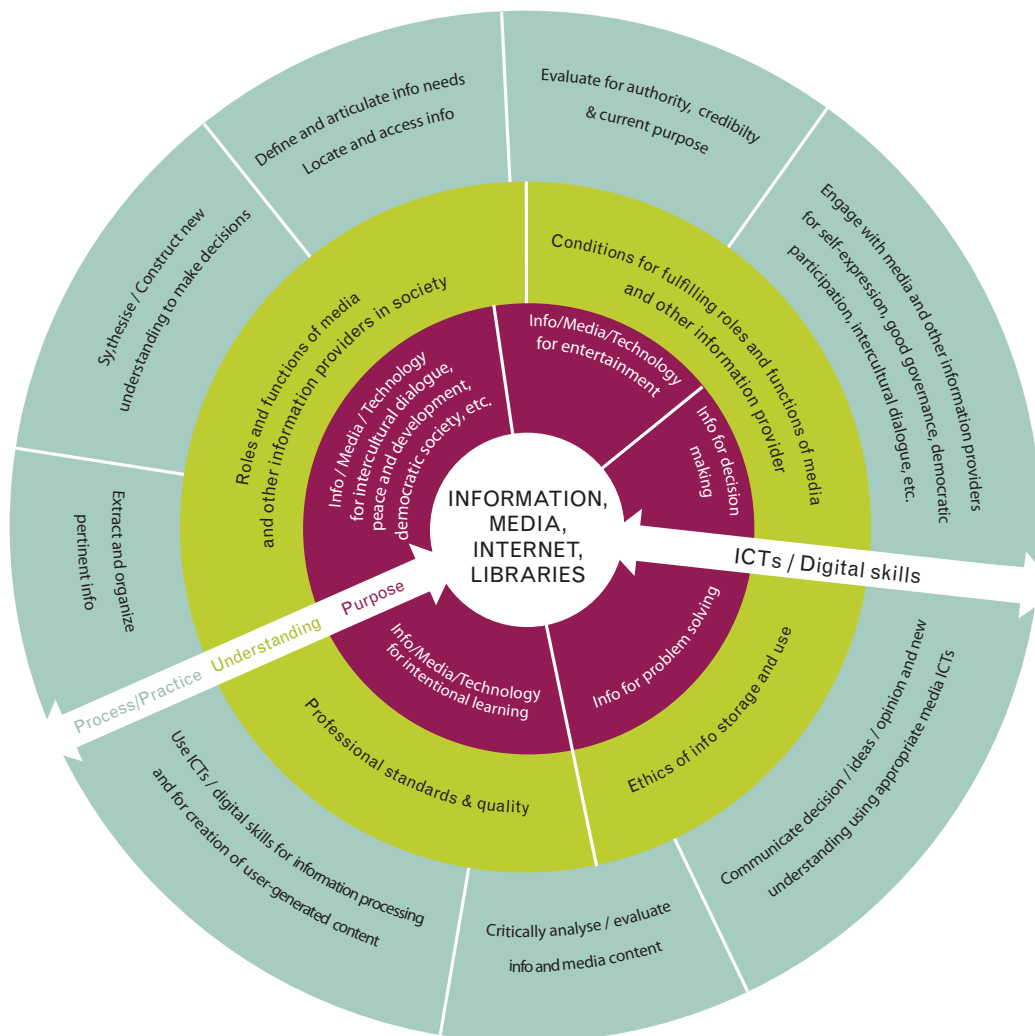 Define and articulate info needs
Locate and access info
Evaluate for authority, credibilty
& current purpose
Engage with media and other information providers
for self-expression, good governance, democratic
participation, intercultural dialogue, etc.
Sythesise / Construct new
understanding to make decisions
Extract and organize
pertinent info
Roles and functions of media
and other information providers in society
Conditions for fulfilling roles and functions of media
and other information provider
Info / Media / Technology
for intercultural dialogue,
peace and development,
democratic society, etc.
Info/Media/Technology
for entertainment
Info for decision
making
INFORMATION,
MEDIA,
INTERNET,
LIBRARIES
ICTs / Digital skills
Process/Practice Understanding Purpose
Info/Media/Technology
for intentional learning
Info for problem solving
Professional standards & quality
Ethics of info storage and use
Use ICTs / digital skills for information processing
and for creation of user-generated content
Critically analyse / evaluate
info and media content
Communicate decision / ideas / opinion and new
understanding using appropriate media ICTs